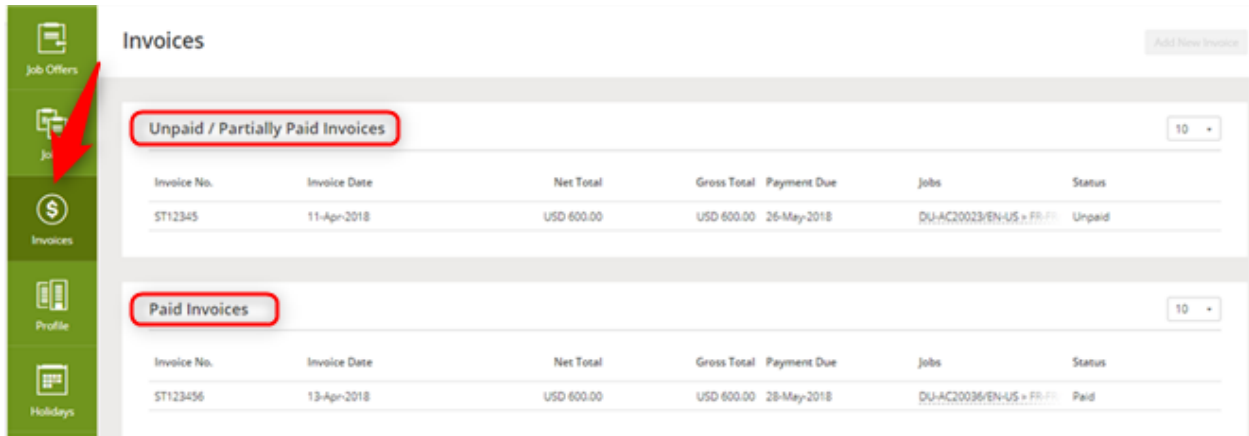 Job Offers
Invoices
Add New Invoice
Unpaid / Partially Paid Invoices
10
Invoice No. Invoice Date Net Total Gross Total Payment Due Jobs Status
ST12345 11-Apr-2018 USD 600.00 USD 600.00 26-May-2018 DU-AC20023/EN-US » FR-FR Unpaid
Invoices
Profile
Holidays
Paid Invoices
10
Invoice No. Invoice Date Net Total Gross Total Payment Due Jobs Status
ST123456 13-Apr-2018 USD 600.00 USD 600.00 28-May-2018 DU-AC20036/EN-US » FR-FR Paid